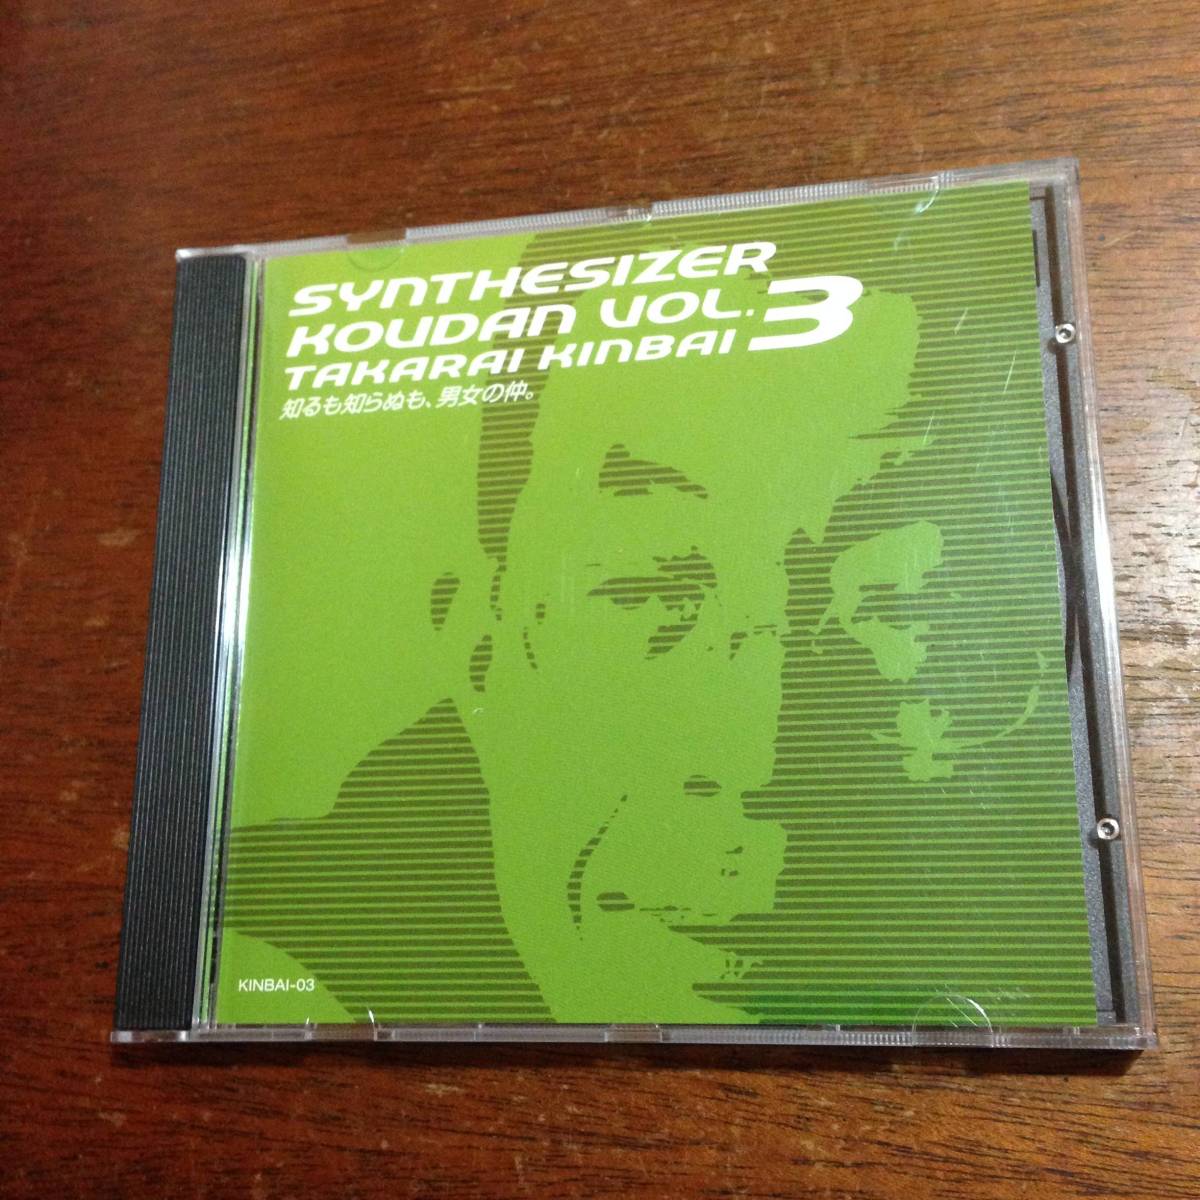 SYNTHESIZER
KOUDAN VOL.3
TAKARAI KINBAI
知るも知らぬも、男女の仲。
KINBAI-03